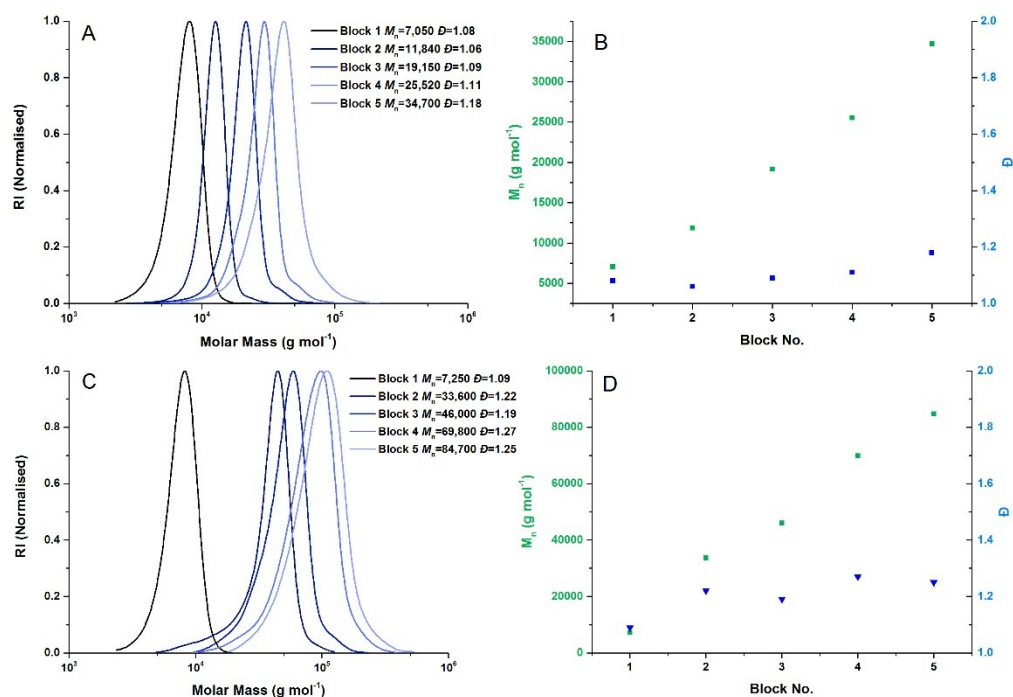 A
Block 1 Mn=7,050 Đ=1.08
Block 2 Mn=11,840 Đ=1.06
Block 3 Mn=19,150 Đ=1.09
Block 4 Mn=25,520 Đ=1.11
Block 5 Mn=34,700 Đ=1.18
RI (Normalised)
1.0
0.8
0.6
0.4
0.2
0.0
10³
10⁴
10⁵
10⁶
Molar Mass (g mol⁻¹)
B
Mn (g mol⁻¹)
35000
30000
25000
20000
15000
10000
5000
2.0
1.8
1.6
1.4
1.2
1.0
Đ
1
2
3
4
5
Block No.
C
Block 1 Mn=7,250 Đ=1.09
Block 2 Mn=33,600 Đ=1.22
Block 3 Mn=46,000 Đ=1.19
Block 4 Mn=69,800 Đ=1.27
Block 5 Mn=84,700 Đ=1.25
RI (Normalised)
1.0
0.8
0.6
0.4
0.2
0.0
10³
10⁴
10⁵
10⁶
Molar Mass (g mol⁻¹)
D
Mn (g mol⁻¹)
100000
80000
60000
40000
20000
0
2.0
1.8
1.6
1.4
1.2
1.0
Đ
1
2
3
4
5
Block No.